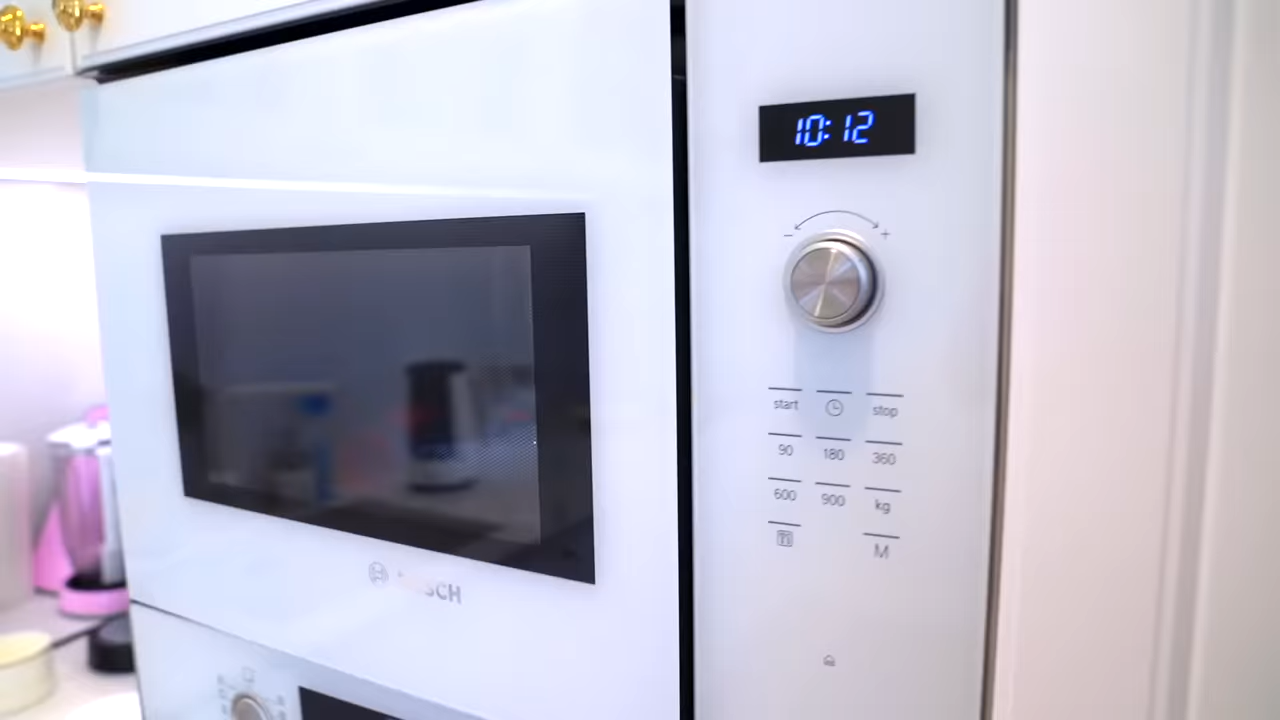 10:12
- +
start stop
90 180 360
600 900 kg
M
BOSCH